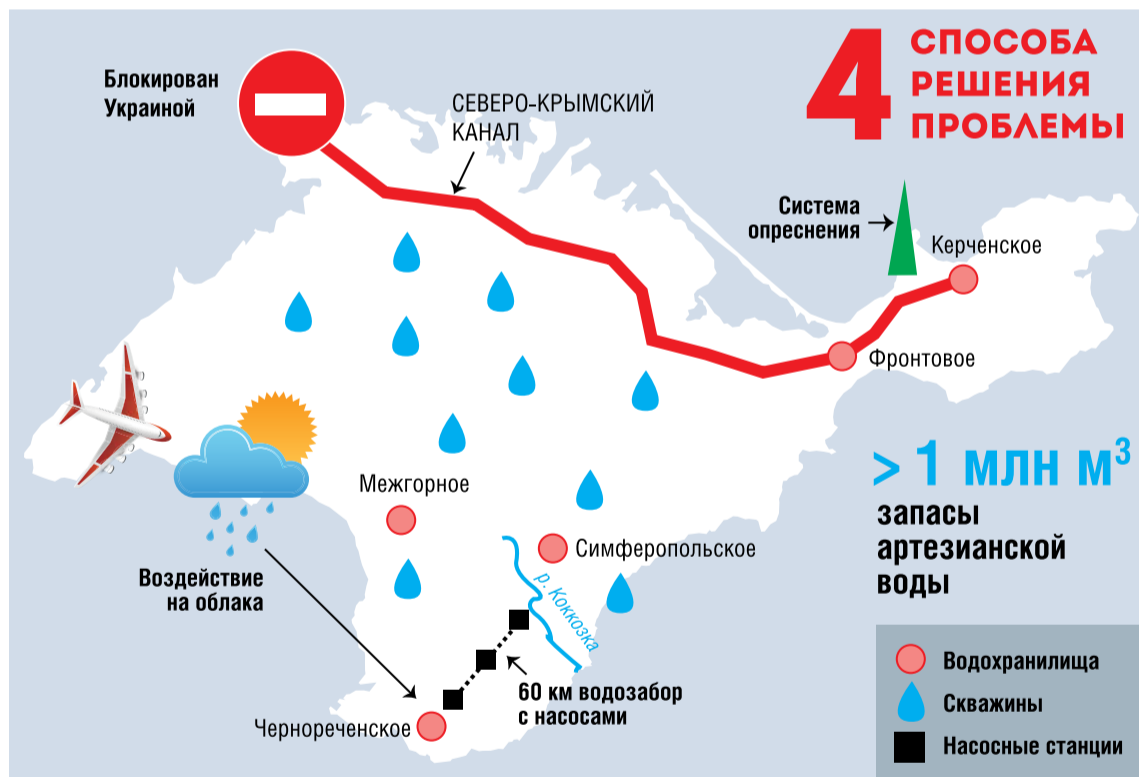 4 СПОСОБА
РЕШЕНИЯ
ПРОБЛЕМЫ
Блокирован
Украиной
СЕВЕРО-КРЫМСКИЙ
КАНАЛ
Система
опреснения
Керченское
Фронтовое
> 1 МЛН М³
запасы
артезианской
воды
Межгорное
Симферопольское
Воздействие
на облака
р. Коккозка
60 км водозабор
с насосами
Чернореченское
Водохранилища
Скважины
Насосные станции